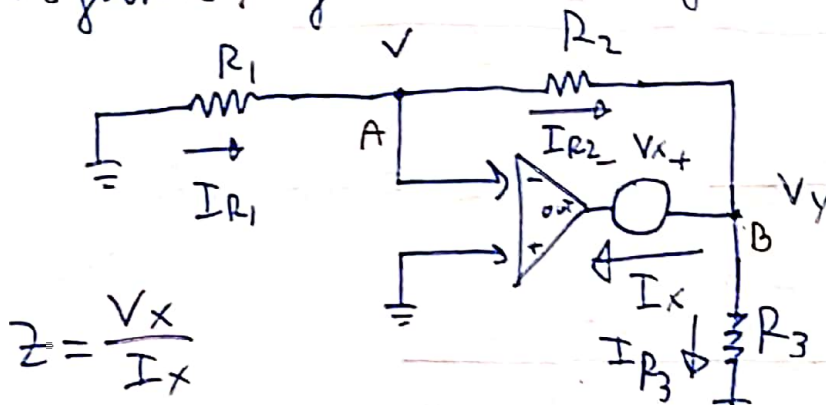 R1
V
R2
A
IR1
IR2
- Vx +
Vy
-
out
+
B
Ix
Z = Vx / Ix
IR3
R3